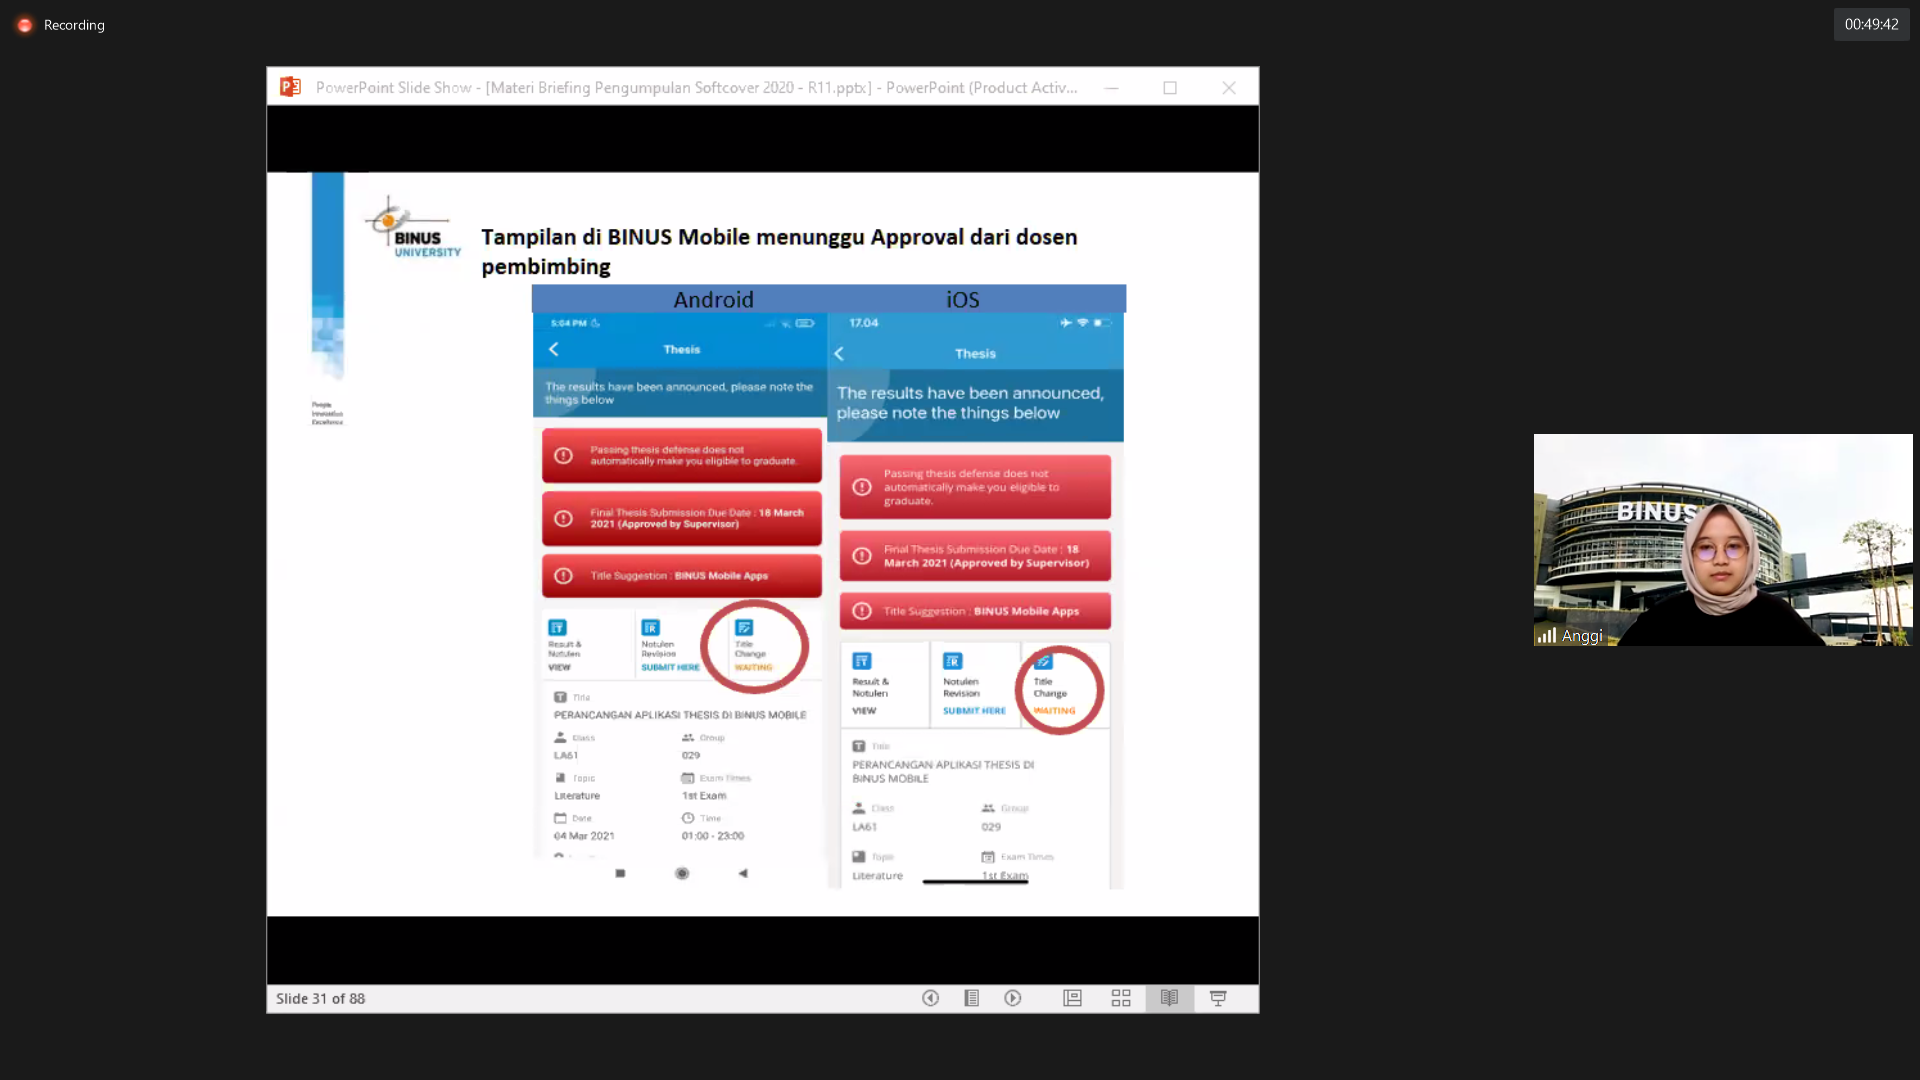 Recording
00:49:42
PowerPoint Slide Show - [Materi Briefing Pengumpulan Softcover 2020 - R11.pptx] - PowerPoint (Product Activ...
BINUS
UNIVERSITY
People
Innovation
Excellence
Tampilan di BINUS Mobile menunggu Approval dari dosen
pembimbing
Android
iOS
5:04 PM
Thesis
The results have been announced, please note the
things below
Passing thesis defense does not
automatically make you eligible to graduate.
Final Thesis Submission Due Date : 18 March
2021 (Approved by Supervisor)
Title Suggestion : BINUS Mobile Apps
Result &
Notulen
VIEW
Notulen
Revision
SUBMIT HERE
Title
Change
WAITING
Title
PERANCANGAN APLIKASI THESIS DI BINUS MOBILE
Class
Group
LA61
029
Topic
Exam Times
Literature
1st Exam
Date
Time
04 Mar 2021
01:00 - 23:00
17.04
Thesis
The results have been announced,
please note the things below
Passing thesis defense does not
automatically make you eligible to
graduate.
Final Thesis Submission Due Date : 18
March 2021 (Approved by Supervisor)
Title Suggestion : BINUS Mobile Apps
Result &
Notulen
VIEW
Notulen
Revision
SUBMIT HERE
Title
Change
WAITING
Title
PERANCANGAN APLIKASI THESIS DI
BINUS MOBILE
Class
Group
LA61
029
Topic
Exam Times
Literature
1st Exam
BINUS
Anggi
Slide 31 of 88